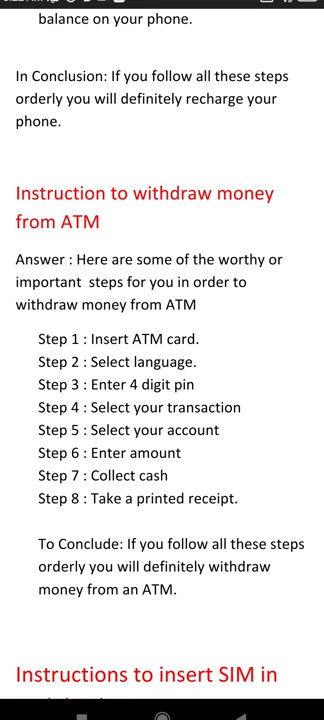 balance on your phone.
In Conclusion: If you follow all these steps
orderly you will definitely recharge your
phone.
Instruction to withdraw money
from ATM
Answer : Here are some of the worthy or
important  steps for you in order to
withdraw money from ATM
Step 1 : Insert ATM card.
Step 2 : Select language.
Step 3 : Enter 4 digit pin
Step 4 : Select your transaction
Step 5 : Select your account
Step 6 : Enter amount
Step 7 : Collect cash
Step 8 : Take a printed receipt.
To Conclude: If you follow all these steps
orderly you will definitely withdraw
money from an ATM.
Instructions to insert SIM in